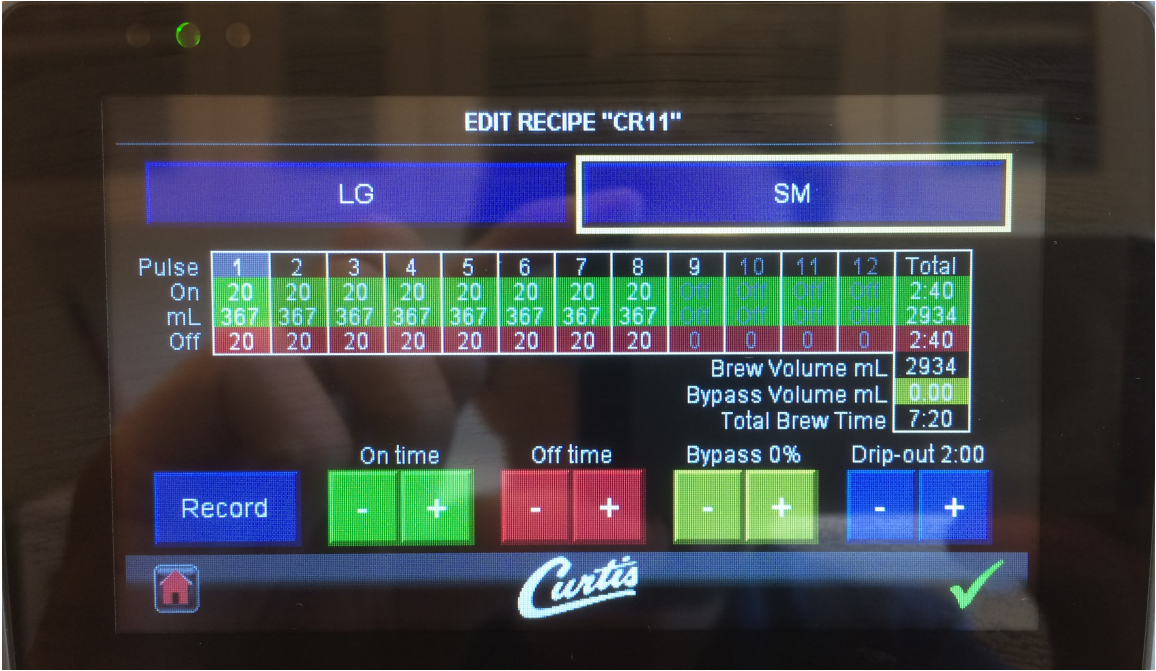 EDIT RECIPE "CR11"
LG SM
Pulse 1 2 3 4 5 6 7 8 9 10 11 12 Total
On 20 20 20 20 20 20 20 20 Off Off Off Off 2:40
mL 367 367 367 367 367 367 367 367 Off Off Off Off 2934
Off 20 20 20 20 20 20 20 20 0 0 0 0 2:40
Brew Volume mL 2934
Bypass Volume mL 0.00
Total Brew Time 7:20
On time Off time Bypass 0% Drip-out 2:00
Record - + - + - + - +
Curtis